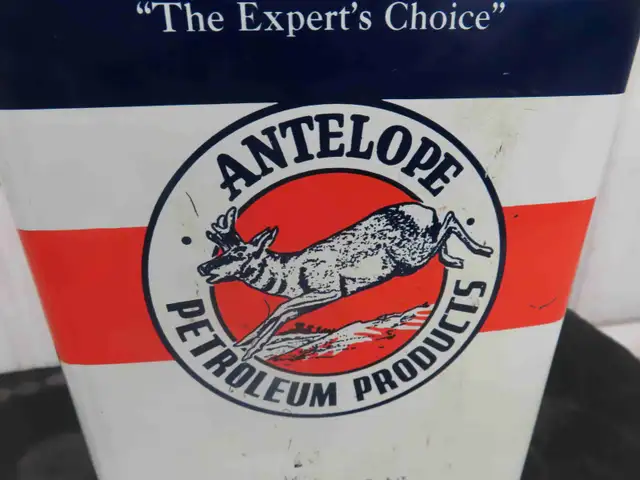 "The Expert's Choice"
ANTELOPE
PETROLEUM PRODUCTS